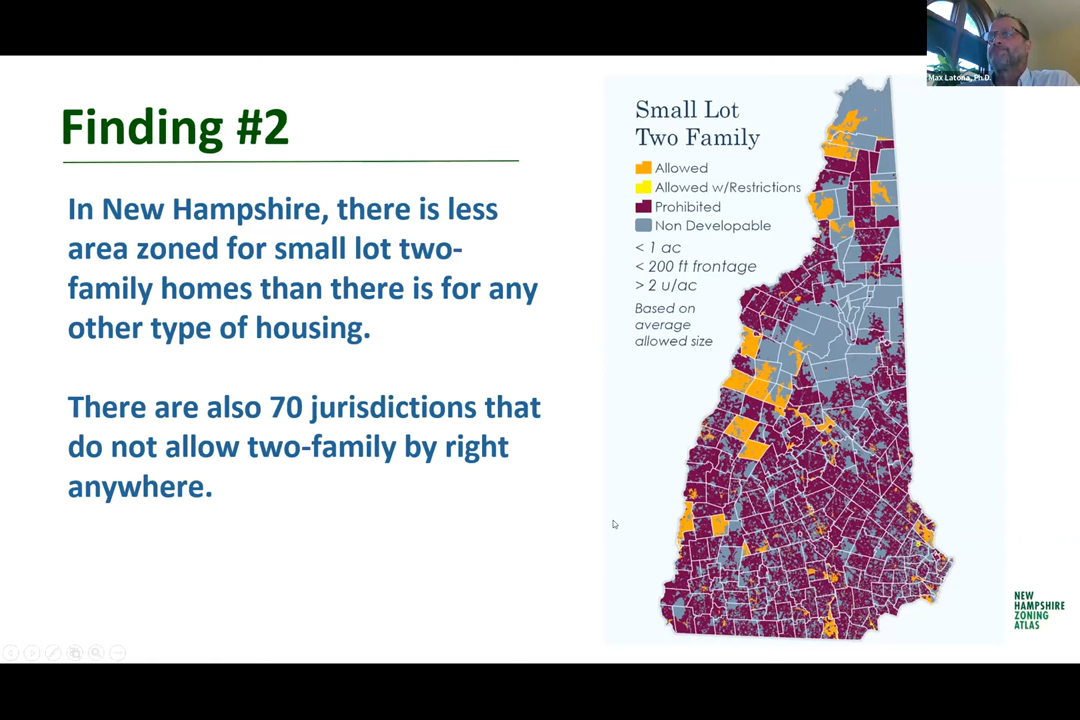 Max Latona, Ph.D.
Finding #2
In New Hampshire, there is less
area zoned for small lot two-
family homes than there is for any
other type of housing.
There are also 70 jurisdictions that
do not allow two-family by right
anywhere.
Small Lot
Two Family
Allowed
Allowed w/Restrictions
Prohibited
Non Developable
< 1 ac
< 200 ft frontage
> 2 u/ac
Based on
average
allowed size
NEW
HAMPSHIRE
ZONING
ATLAS